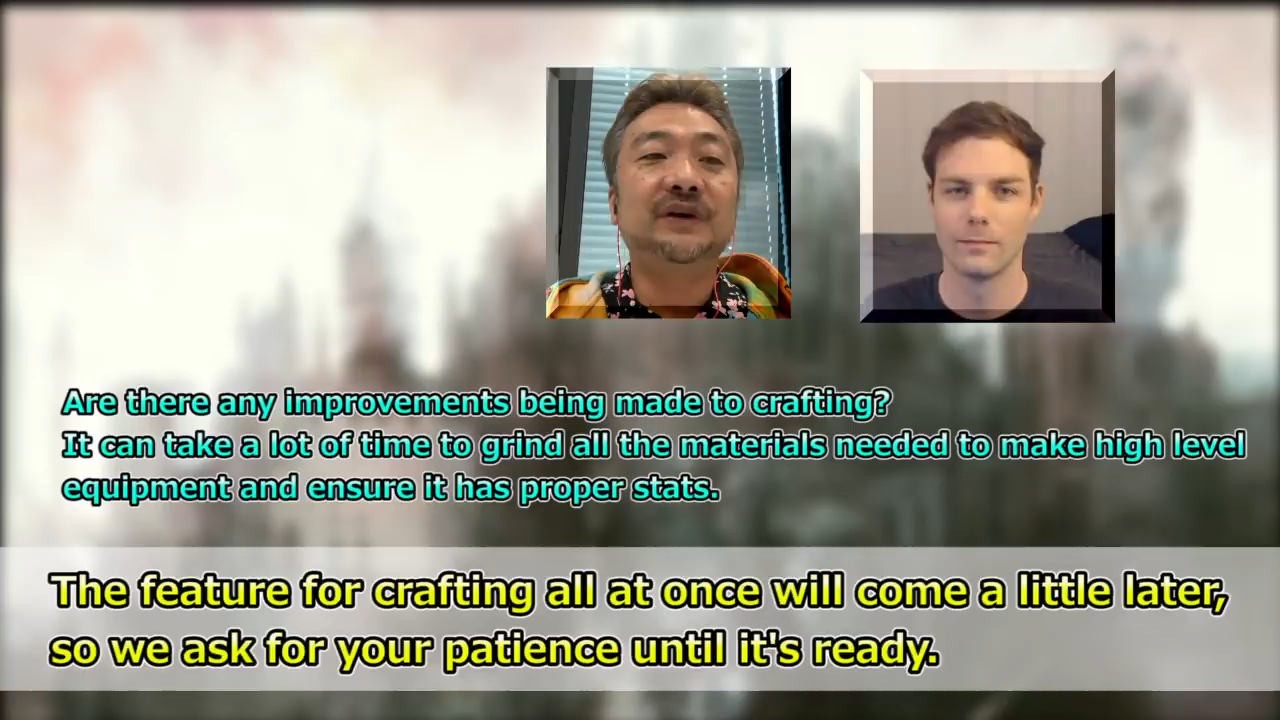 Are there any improvements being made to crafting?
It can take a lot of time to grind all the materials needed to make high level
equipment and ensure it has proper stats.
The feature for crafting all at once will come a little later,
so we ask for your patience until it's ready.